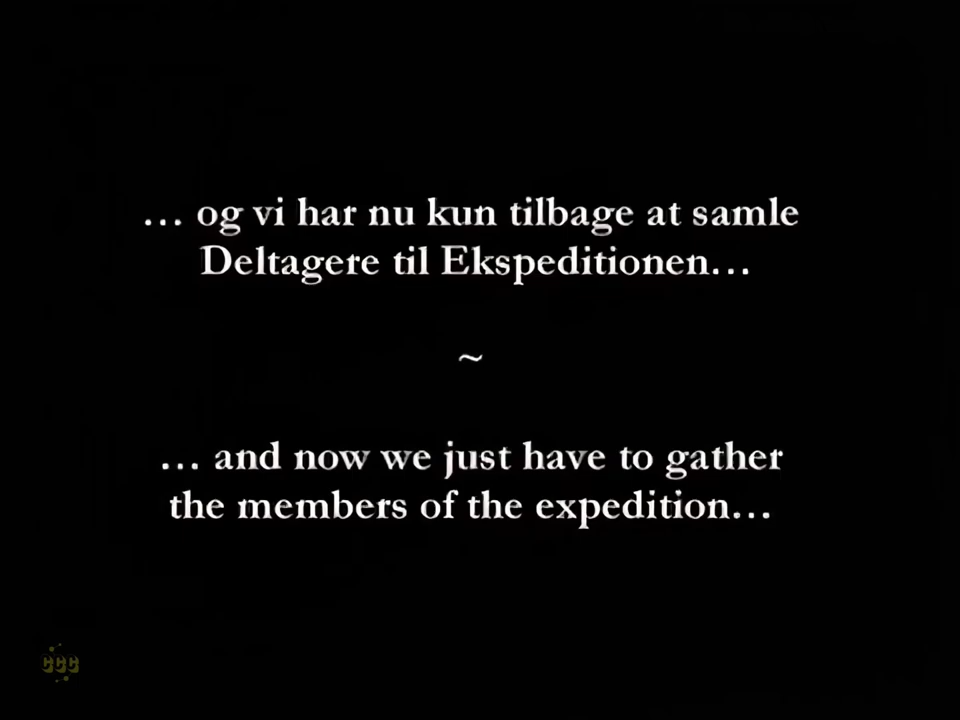 … og vi har nu kun tilbage at samle
Deltagere til Ekspeditionen…
~
… and now we just have to gather
the members of the expedition…
CCC